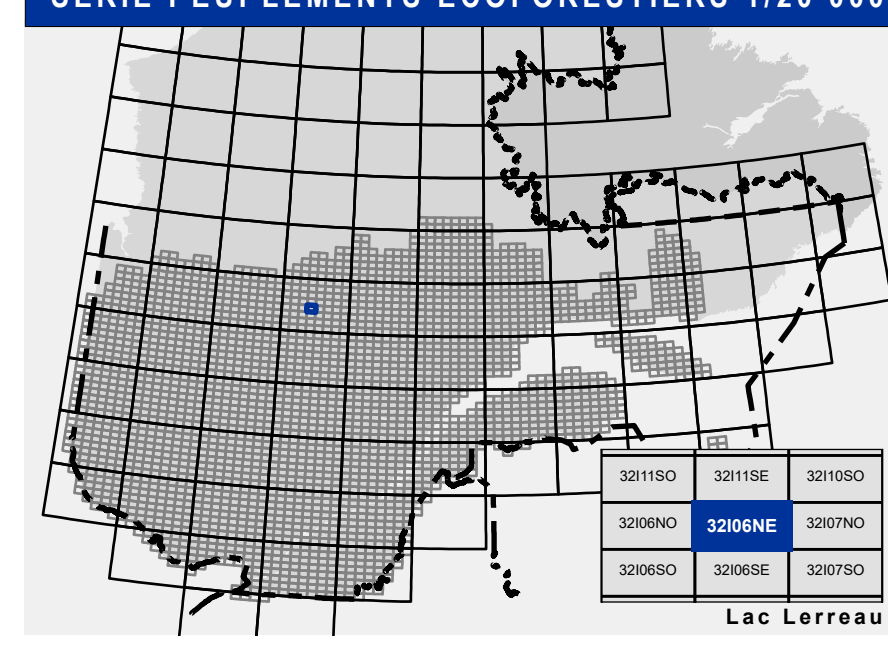 SÉRIE PEUPLEMENTS ÉCOFORESTIERS 1/20 000
32I11SO 32I11SE 32I10SO
32I06NO 32I06NE 32I07NO
32I06SO 32I06SE 32I07SO
Lac Lerreau